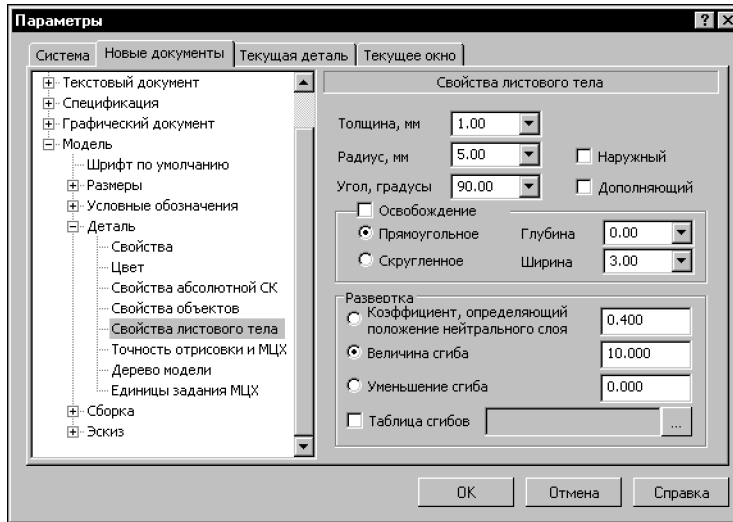 Параметры
Система
Новые документы
Текущая деталь
Текущее окно
Текстовый документ
Спецификация
Графический документ
Модель
Шрифт по умолчанию
Размеры
Условные обозначения
Деталь
Свойства
Цвет
Свойства абсолютной СК
Свойства объектов
Свойства листового тела
Точность отрисовки и МЦХ
Дерево модели
Единицы задания МЦХ
Сборка
Эскиз
Свойства листового тела
Толщина, мм 1.00
Радиус, мм 5.00 Наружный
Угол, градусы 90.00 Дополняющий
Освобождение
Прямоугольное Глубина 0.00
Скругленное Ширина 3.00
Развертка
Коэффициент, определяющий
положение нейтрального слоя 0.400
Величина сгиба 10.000
Уменьшение сгиба 0.000
Таблица сгибов ...
OK Отмена Справка